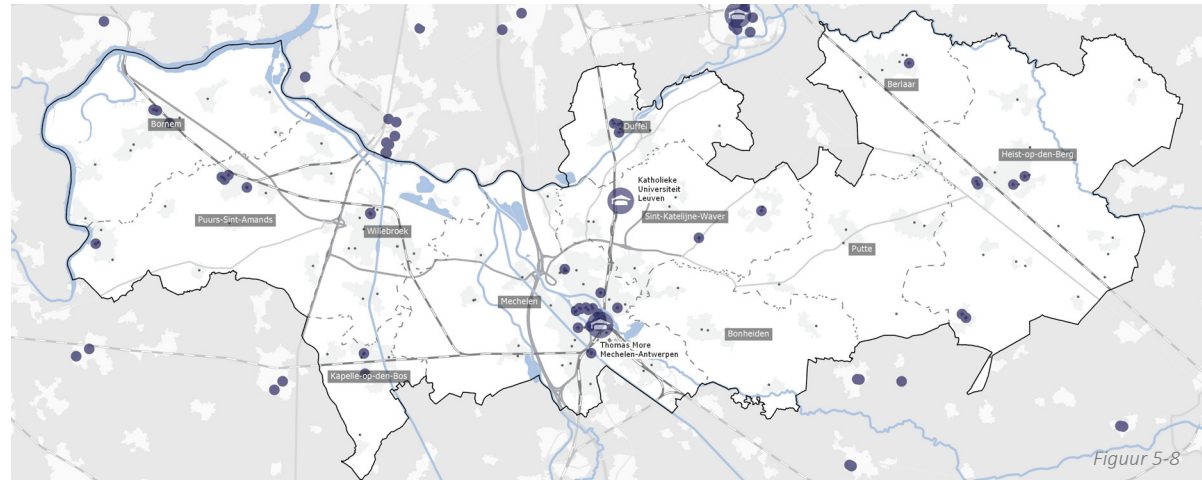 Berlaar
Bornem
Duffel
Heist-op-den-Berg
Katholieke
Universiteit
Leuven
Puurs-Sint-Amands
Sint-Katelijne-Waver
Willebroek
Putte
Mechelen
Bonheiden
Thomas More
Mechelen-Antwerpen
Kapelle-op-den-Bos
Figuur 5-8